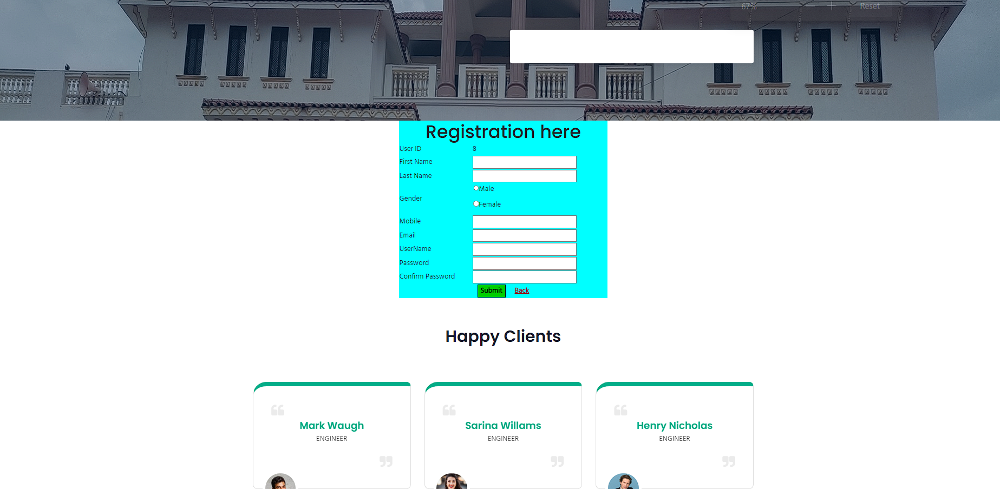 67%
Reset
Registration here
User ID 8
First Name
Last Name
Male
Gender
Female
Mobile
Email
UserName
Password
Confirm Password
Submit Back
Happy Clients
Mark Waugh
ENGINEER
Sarina Willams
ENGINEER
Henry Nicholas
ENGINEER